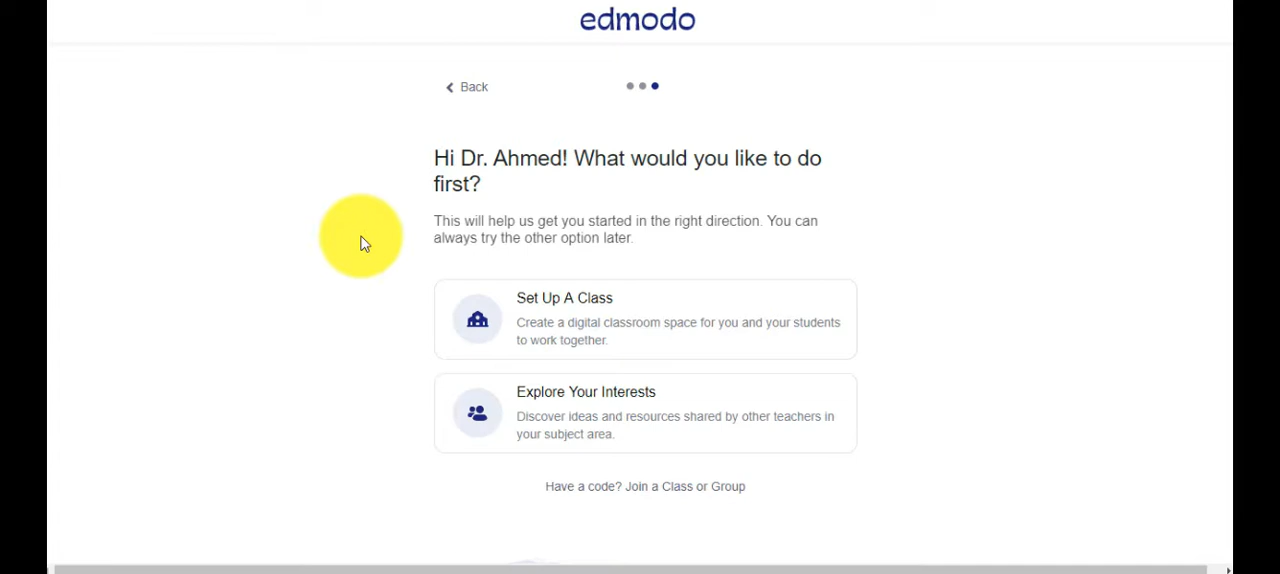 edmodo
Back
Hi Dr. Ahmed! What would you like to do
first?
This will help us get you started in the right direction. You can
always try the other option later.
Set Up A Class
Create a digital classroom space for you and your students
to work together.
Explore Your Interests
Discover ideas and resources shared by other teachers in
your subject area.
Have a code? Join a Class or Group